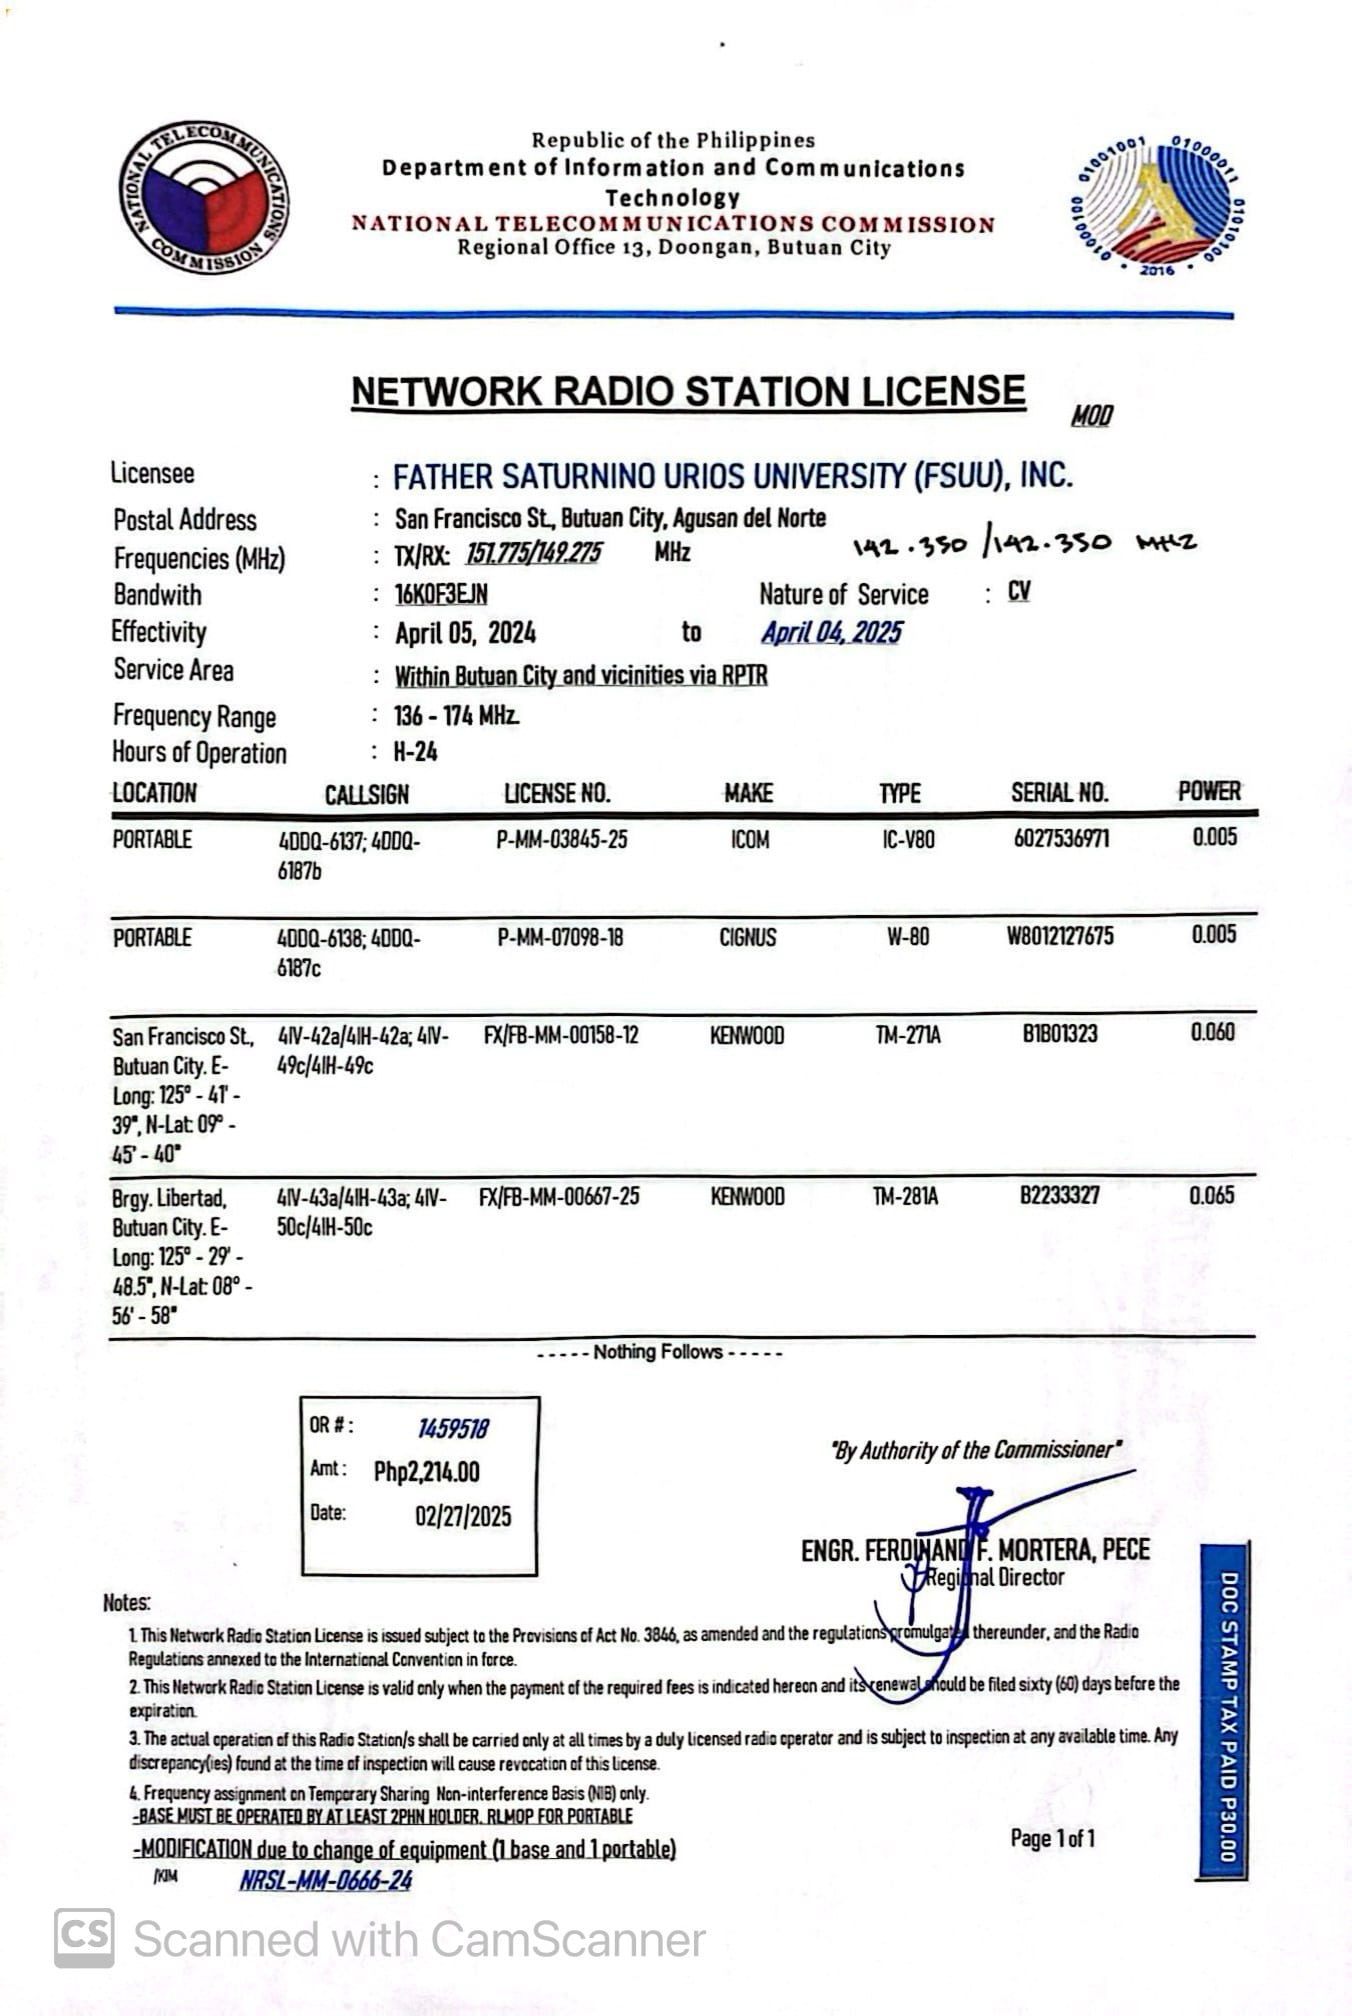 NATIONAL TELECOMMUNICATIONS COMMISSION
Republic of the Philippines
Department of Information and Communications
Technology
NATIONAL TELECOMMUNICATIONS COMMISSION
Regional Office 13, Doongan, Butuan City
01001001 01000011 01010100
2016
NETWORK RADIO STATION LICENSE
MOD
Licensee : FATHER SATURNINO URIOS UNIVERSITY (FSUU), INC.
Postal Address : San Francisco St., Butuan City, Agusan del Norte
Frequencies (MHz) : TX/RX: 151.775/149.275 MHz 142.350/142.350 MHz
Bandwith : 16K0F3EJN Nature of Service : CV
Effectivity : April 05, 2024 to April 04, 2025
Service Area : Within Butuan City and vicinities via RPTR
Frequency Range : 136 - 174 MHz.
Hours of Operation : H-24
LOCATION CALLSIGN LICENSE NO. MAKE TYPE SERIAL NO. POWER
PORTABLE 4DDQ-6137; 4DDQ- P-MM-03845-25 ICOM IC-V80 6027536971 0.005
6187b
PORTABLE 4DDQ-6138; 4DDQ- P-MM-07098-18 CIGNUS W-80 W8012127675 0.005
6187c
San Francisco St., 4IV-42a/4IH-42a; 4IV- FX/FB-MM-00158-12 KENWOOD TM-271A B1B01323 0.060
Butuan City. E- 49c/4IH-49c
Long: 125° - 41' -
39", N-Lat: 09° -
45' - 40"
Brgy. Libertad, 4IV-43a/4IH-43a; 4IV- FX/FB-MM-00667-25 KENWOOD TM-281A B2233327 0.065
Butuan City. E- 50c/4IH-50c
Long: 125° - 29' -
48.5", N-Lat: 08° -
56' - 58"
----- Nothing Follows -----
OR # : 1459518
Amt : Php2,214.00
Date: 02/27/2025
"By Authority of the Commissioner"
ENGR. FERDINAND F. MORTERA, PECE
Regional Director
Notes:
1. This Network Radio Station License is issued subject to the Provisions of Act No. 3846, as amended and the regulations promulgated thereunder, and the Radio
Regulations annexed to the International Convention in force.
2. This Network Radio Station License is valid only when the payment of the required fees is indicated hereon and its renewal should be filed sixty (60) days before the
expiration.
3. The actual operation of this Radio Station/s shall be carried only at all times by a duly licensed radio operator and is subject to inspection at any available time. Any
discrepancy(ies) found at the time of inspection will cause revocation of this license.
4. Frequency assignment on Temporary Sharing Non-interference Basis (NIB) only.
-BASE MUST BE OPERATED BY AT LEAST 2PHN HOLDER. RLMOP FOR PORTABLE
-MODIFICATION due to change of equipment (1 base and 1 portable)
/KIM NRSL-MM-0666-24
Page 1 of 1
DOC STAMP TAX PAID P30.00
CS Scanned with CamScanner